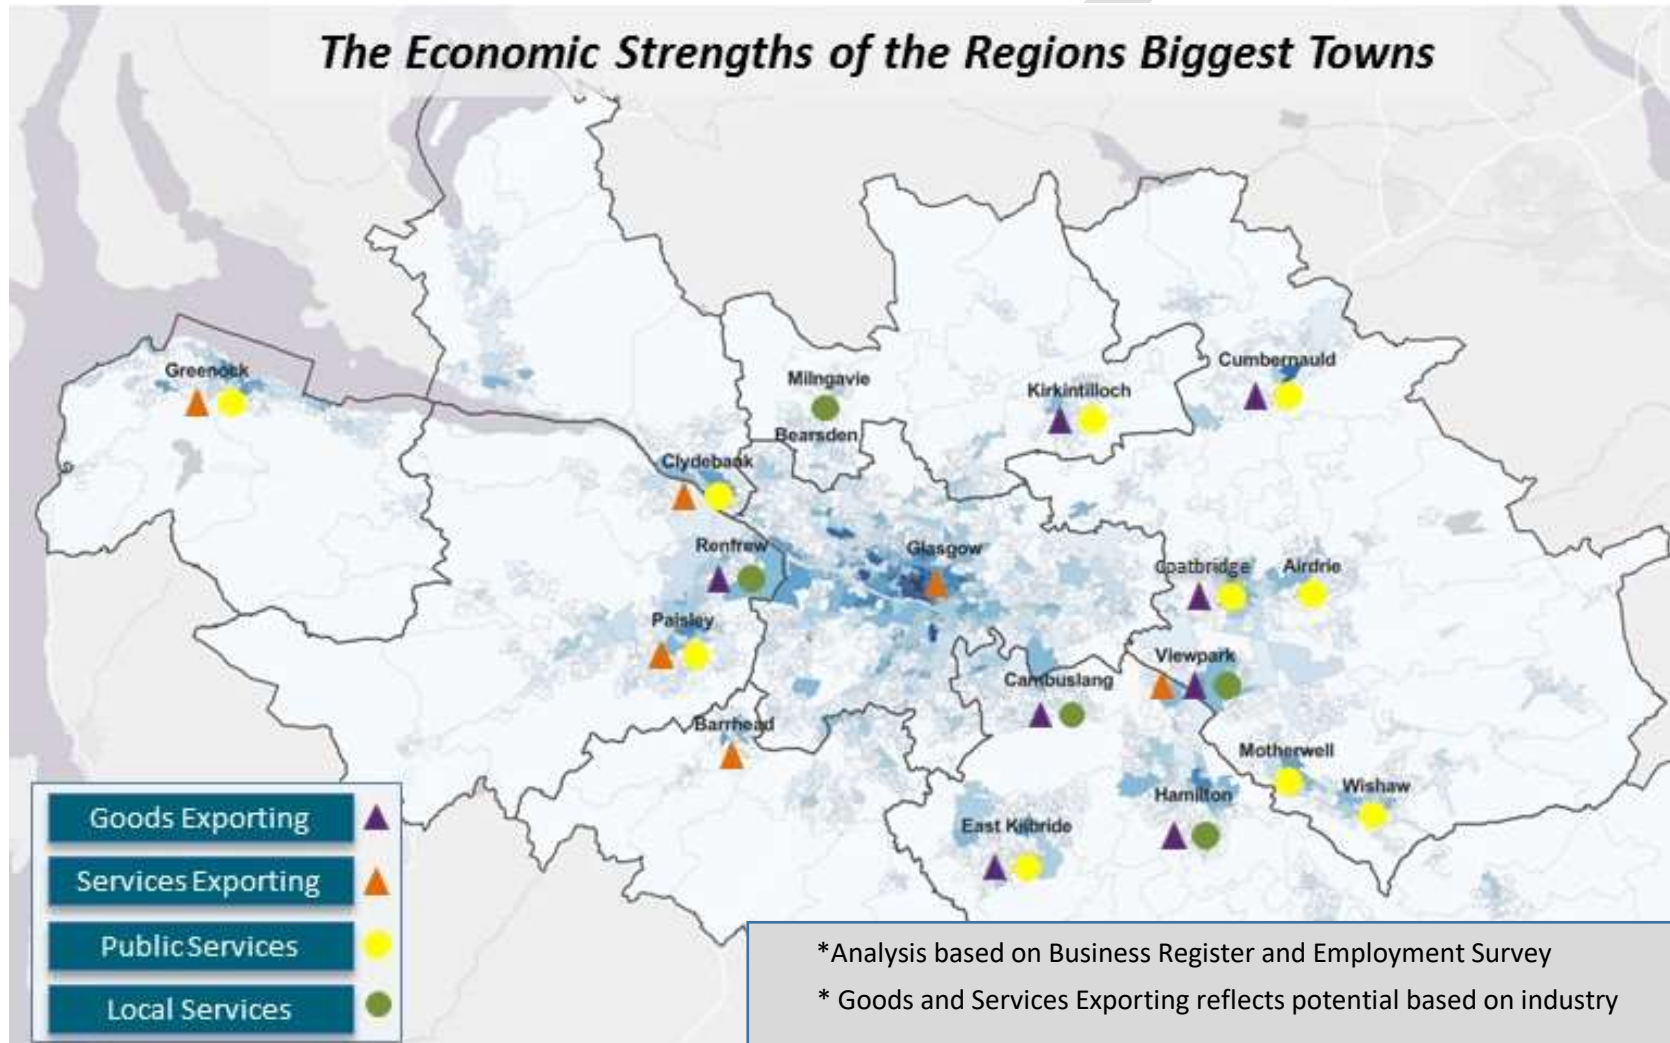 The Economic Strengths of the Regions Biggest Towns
Greenock
Milngavie
Bearsden
Kirkintilloch
Cumbernauld
Clydebank
Renfrew
Glasgow
Coatbridge
Airdrie
Paisley
Viewpark
Cambuslang
Barrhead
Motherwell
Wishaw
Hamilton
East Kilbride
Goods Exporting
Services Exporting
Public Services
Local Services
*Analysis based on Business Register and Employment Survey
* Goods and Services Exporting reflects potential based on industry